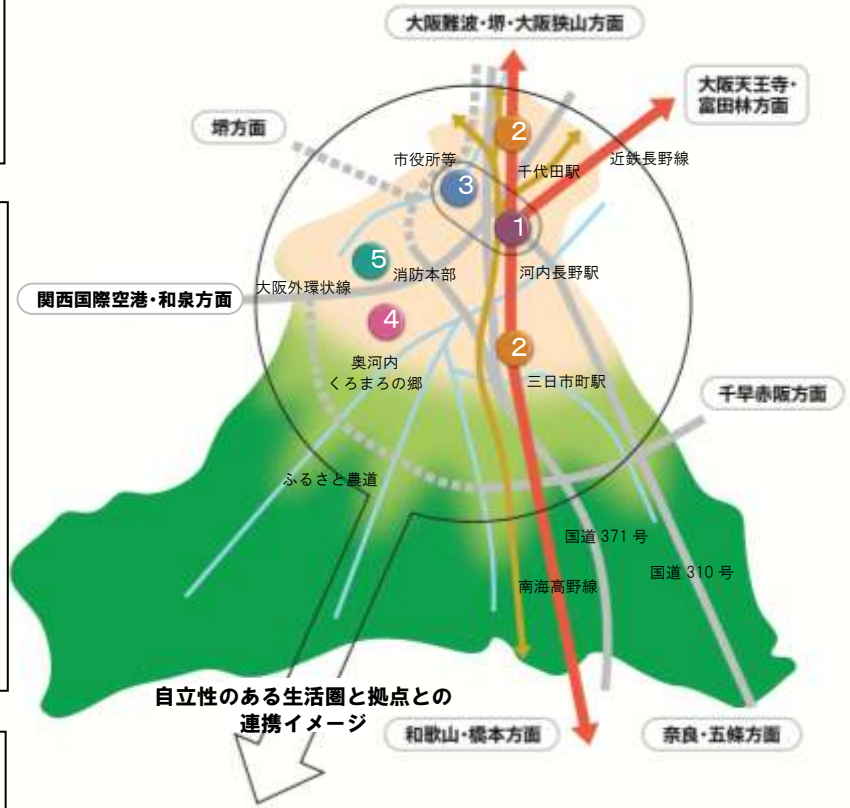 大阪難波・堺・大阪狭山方面
大阪天王寺・
富田林方面
堺方面
2
市役所等
千代田駅
近鉄長野線
3
1
5
消防本部
河内長野駅
大阪外環状線
関西国際空港・和泉方面
4
2
奥河内
くろまろの郷
三日市町駅
千早赤阪方面
ふるさと農道
国道371号
国道310号
南海高野線
自立性のある生活圏と拠点との
連携イメージ
和歌山・橋本方面
奈良・五條方面